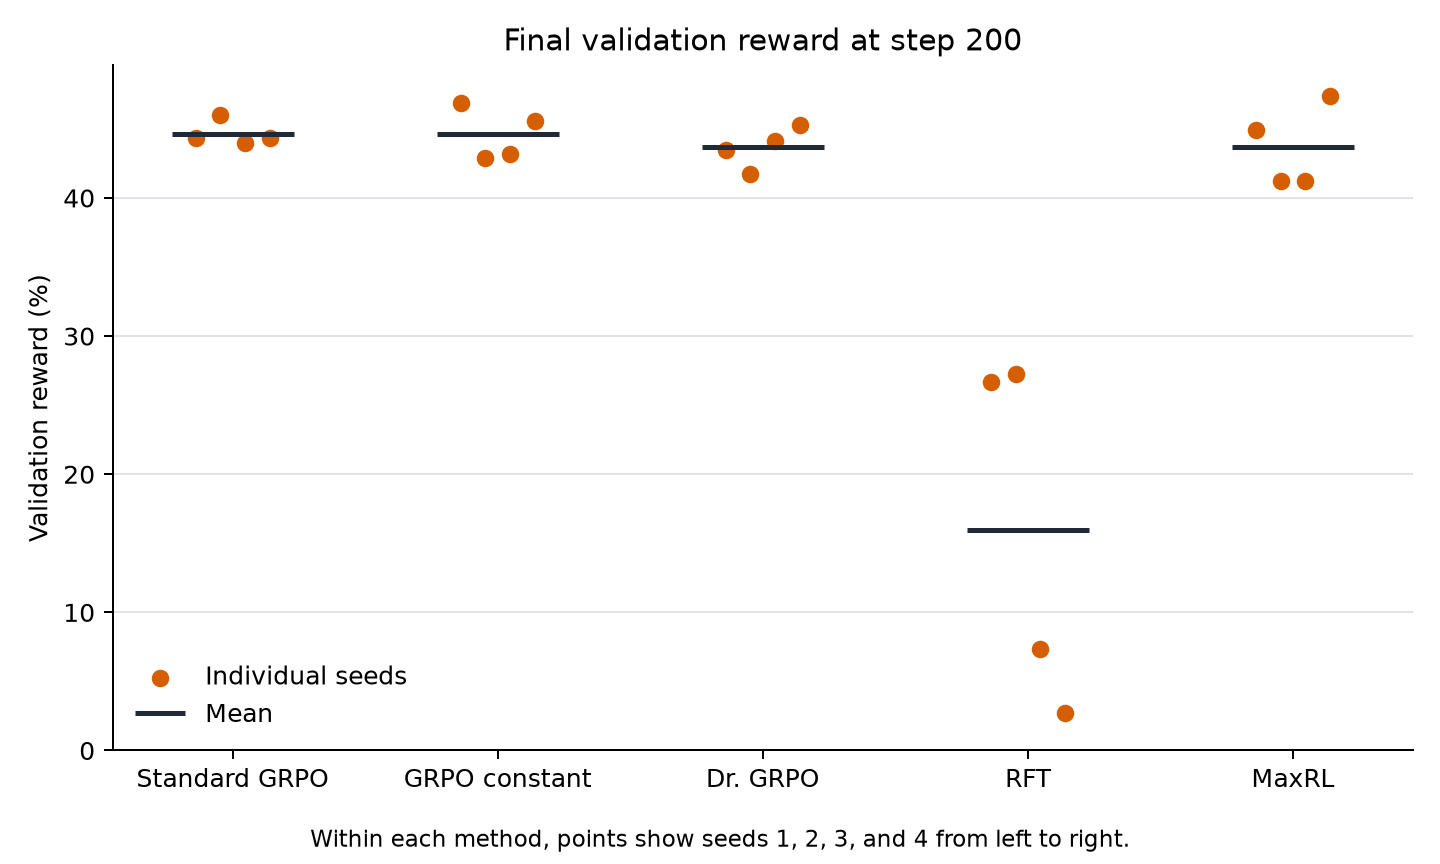 Final validation reward at step 200
Validation reward (%)
40
30
20
10
0
Individual seeds
Mean
Standard GRPO
GRPO constant
Dr. GRPO
RFT
MaxRL
Within each method, points show seeds 1, 2, 3, and 4 from left to right.